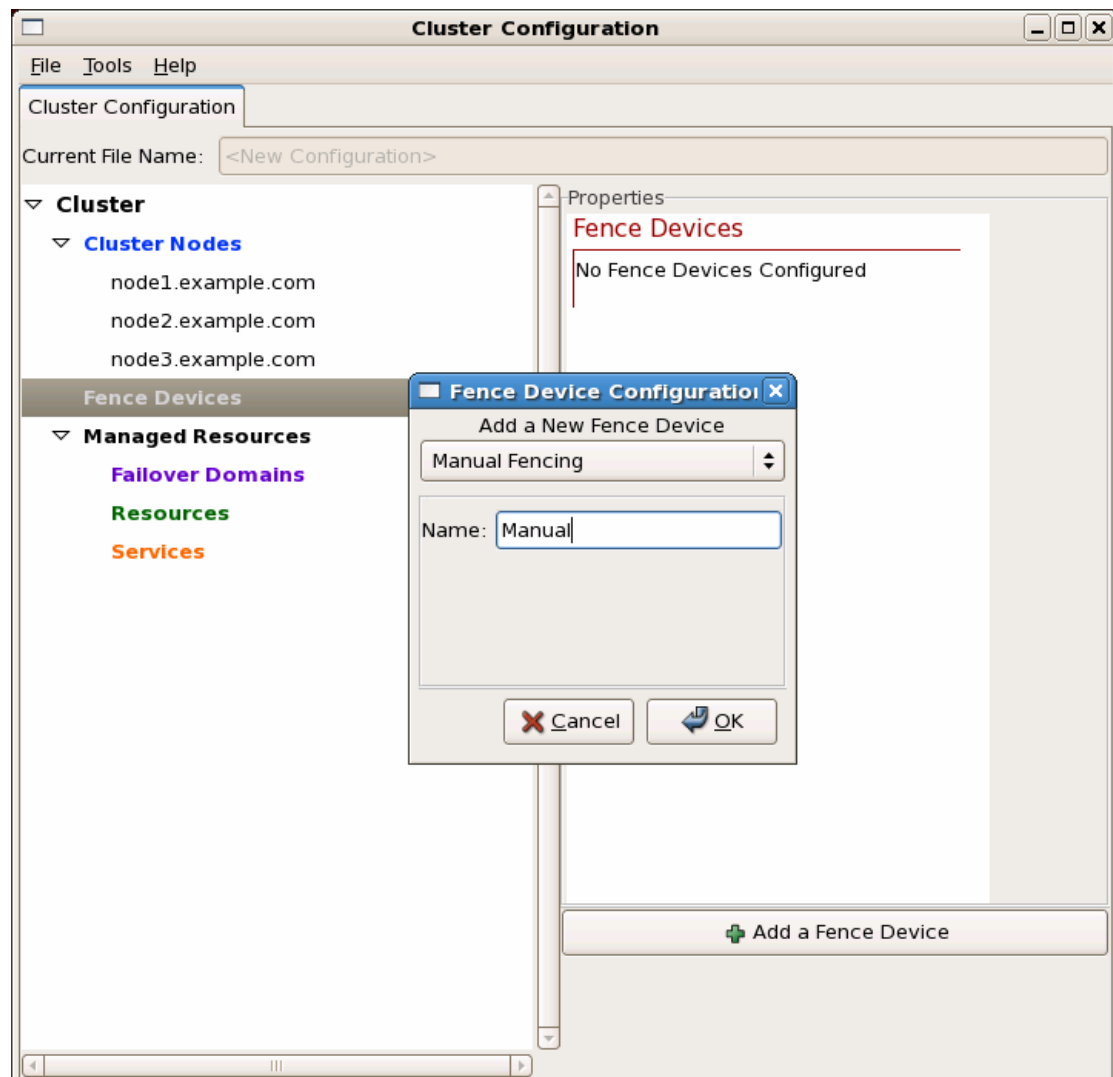 Cluster Configuration
File Tools Help
Cluster Configuration
Current File Name: <New Configuration>
Cluster
Cluster Nodes
node1.example.com
node2.example.com
node3.example.com
Fence Devices
Managed Resources
Failover Domains
Resources
Services
Properties
Fence Devices
No Fence Devices Configured
Fence Device Configuration
Add a New Fence Device
Manual Fencing
Name: Manual
Cancel OK
Add a Fence Device